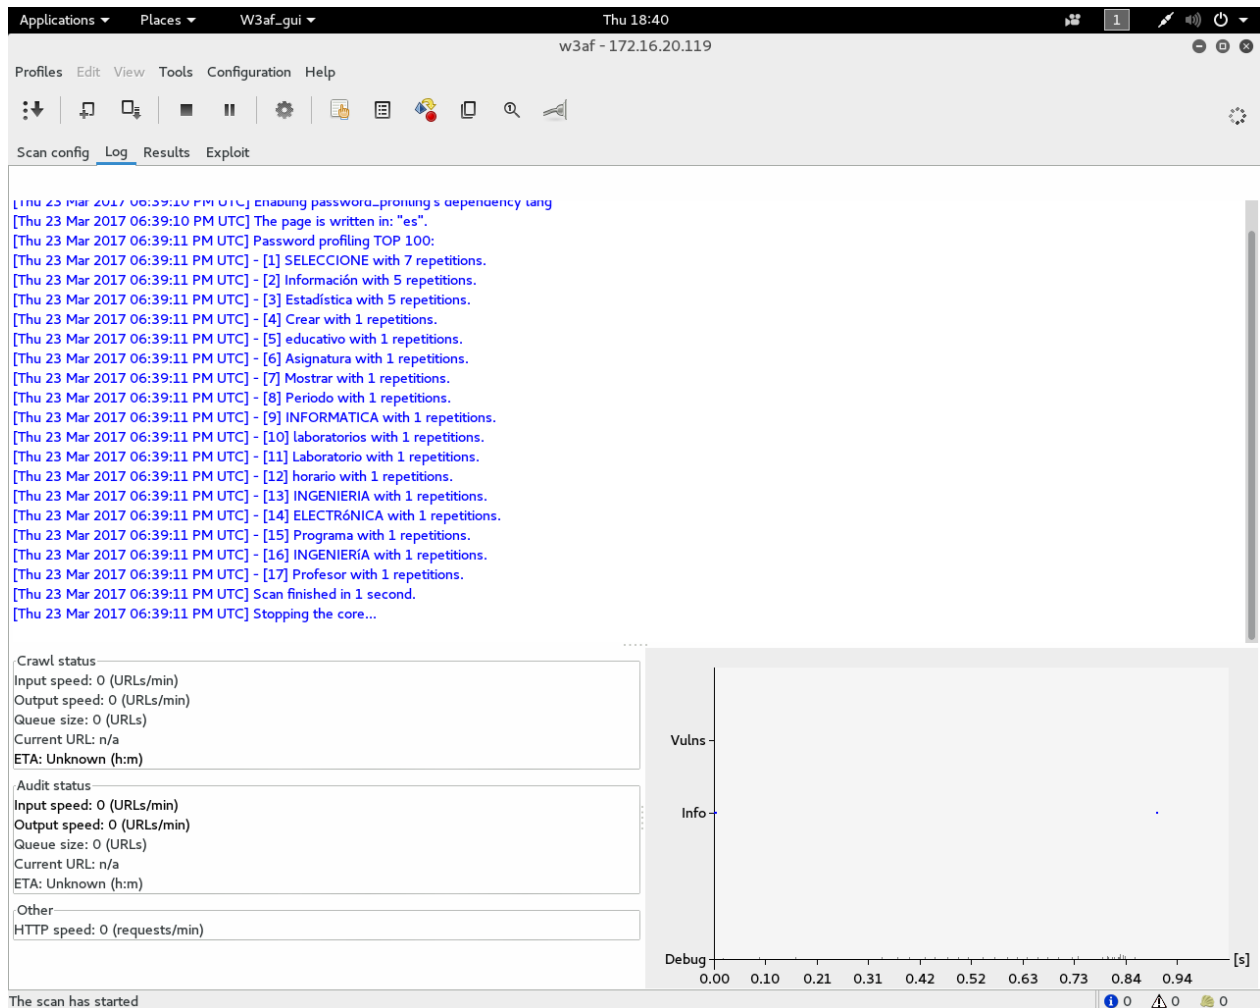 Applications Places W3af_gui Thu 18:40 1
w3af - 172.16.20.119
Profiles Edit View Tools Configuration Help
Scan config Log Results Exploit
[Thu 23 Mar 2017 06:39:10 PM UTC] Enabling password_profiling's dependency lang
[Thu 23 Mar 2017 06:39:10 PM UTC] The page is written in: "es".
[Thu 23 Mar 2017 06:39:11 PM UTC] Password profiling TOP 100:
[Thu 23 Mar 2017 06:39:11 PM UTC] - [1] SELECCIONE with 7 repetitions.
[Thu 23 Mar 2017 06:39:11 PM UTC] - [2] Información with 5 repetitions.
[Thu 23 Mar 2017 06:39:11 PM UTC] - [3] Estadística with 5 repetitions.
[Thu 23 Mar 2017 06:39:11 PM UTC] - [4] Crear with 1 repetitions.
[Thu 23 Mar 2017 06:39:11 PM UTC] - [5] educativo with 1 repetitions.
[Thu 23 Mar 2017 06:39:11 PM UTC] - [6] Asignatura with 1 repetitions.
[Thu 23 Mar 2017 06:39:11 PM UTC] - [7] Mostrar with 1 repetitions.
[Thu 23 Mar 2017 06:39:11 PM UTC] - [8] Periodo with 1 repetitions.
[Thu 23 Mar 2017 06:39:11 PM UTC] - [9] INFORMATICA with 1 repetitions.
[Thu 23 Mar 2017 06:39:11 PM UTC] - [10] laboratorios with 1 repetitions.
[Thu 23 Mar 2017 06:39:11 PM UTC] - [11] Laboratorio with 1 repetitions.
[Thu 23 Mar 2017 06:39:11 PM UTC] - [12] horario with 1 repetitions.
[Thu 23 Mar 2017 06:39:11 PM UTC] - [13] INGENIERIA with 1 repetitions.
[Thu 23 Mar 2017 06:39:11 PM UTC] - [14] ELECTRóNICA with 1 repetitions.
[Thu 23 Mar 2017 06:39:11 PM UTC] - [15] Programa with 1 repetitions.
[Thu 23 Mar 2017 06:39:11 PM UTC] - [16] INGENIERíA with 1 repetitions.
[Thu 23 Mar 2017 06:39:11 PM UTC] - [17] Profesor with 1 repetitions.
[Thu 23 Mar 2017 06:39:11 PM UTC] Scan finished in 1 second.
[Thu 23 Mar 2017 06:39:11 PM UTC] Stopping the core...
Crawl status
Input speed: 0 (URLs/min)
Output speed: 0 (URLs/min)
Queue size: 0 (URLs)
Current URL: n/a
ETA: Unknown (h:m)
Audit status
Input speed: 0 (URLs/min)
Output speed: 0 (URLs/min)
Queue size: 0 (URLs)
Current URL: n/a
ETA: Unknown (h:m)
Other
HTTP speed: 0 (requests/min)
Vulns
Info
Debug
[s]
0.00 0.10 0.21 0.31 0.42 0.52 0.63 0.73 0.84 0.94
The scan has started
0 0 0